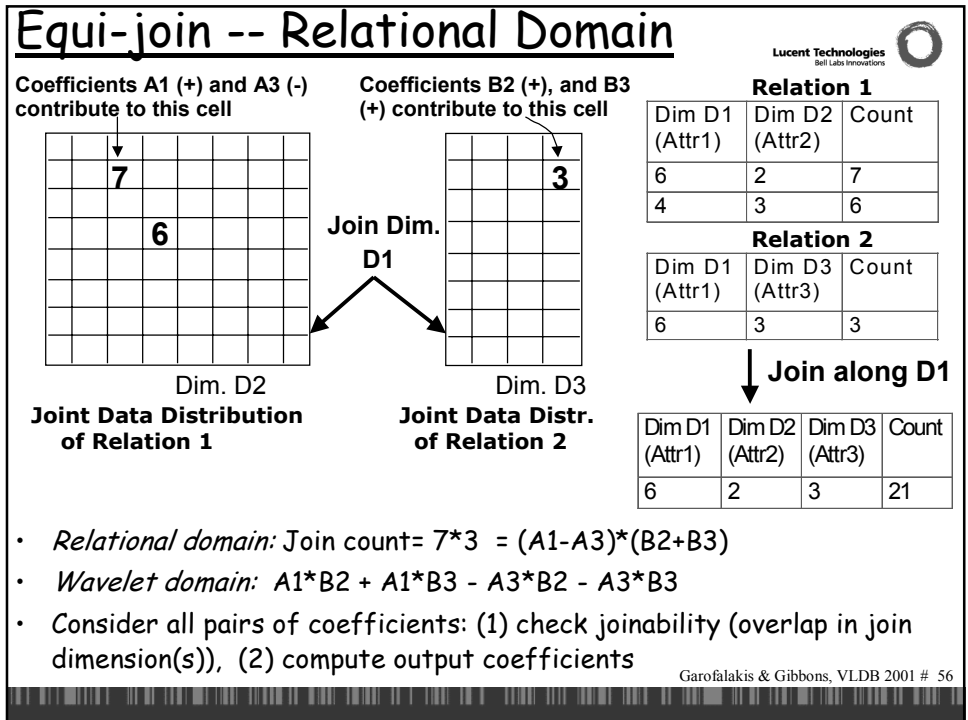 Equi-join -- Relational Domain
Lucent Technologies
Bell Labs Innovations
Coefficients A1 (+) and A3 (-)
contribute to this cell
Coefficients B2 (+), and B3
(+) contribute to this cell
7
6
3
Join Dim.
D1
Dim. D2
Dim. D3
Joint Data Distribution
of Relation 1
Joint Data Distr.
of Relation 2
Relation 1
Dim D1 Dim D2 Count
(Attr1) (Attr2)
6 2 7
4 3 6
Relation 2
Dim D1 Dim D3 Count
(Attr1) (Attr3)
6 3 3
Join along D1
Dim D1 Dim D2 Dim D3 Count
(Attr1) (Attr2) (Attr3)
6 2 3 21
• Relational domain: Join count= 7*3 = (A1-A3)*(B2+B3)
• Wavelet domain: A1*B2 + A1*B3 - A3*B2 - A3*B3
• Consider all pairs of coefficients: (1) check joinability (overlap in join
dimension(s)), (2) compute output coefficients
Garofalakis & Gibbons, VLDB 2001 # 56